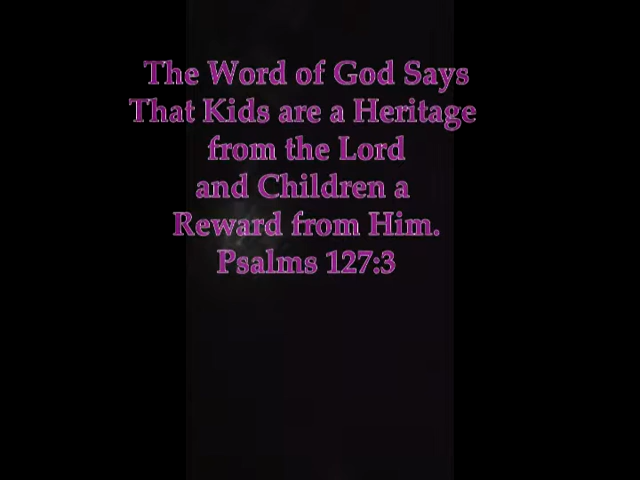 The Word of God Says
That Kids are a Heritage
from the Lord
and Children a
Reward from Him.
Psalms 127:3